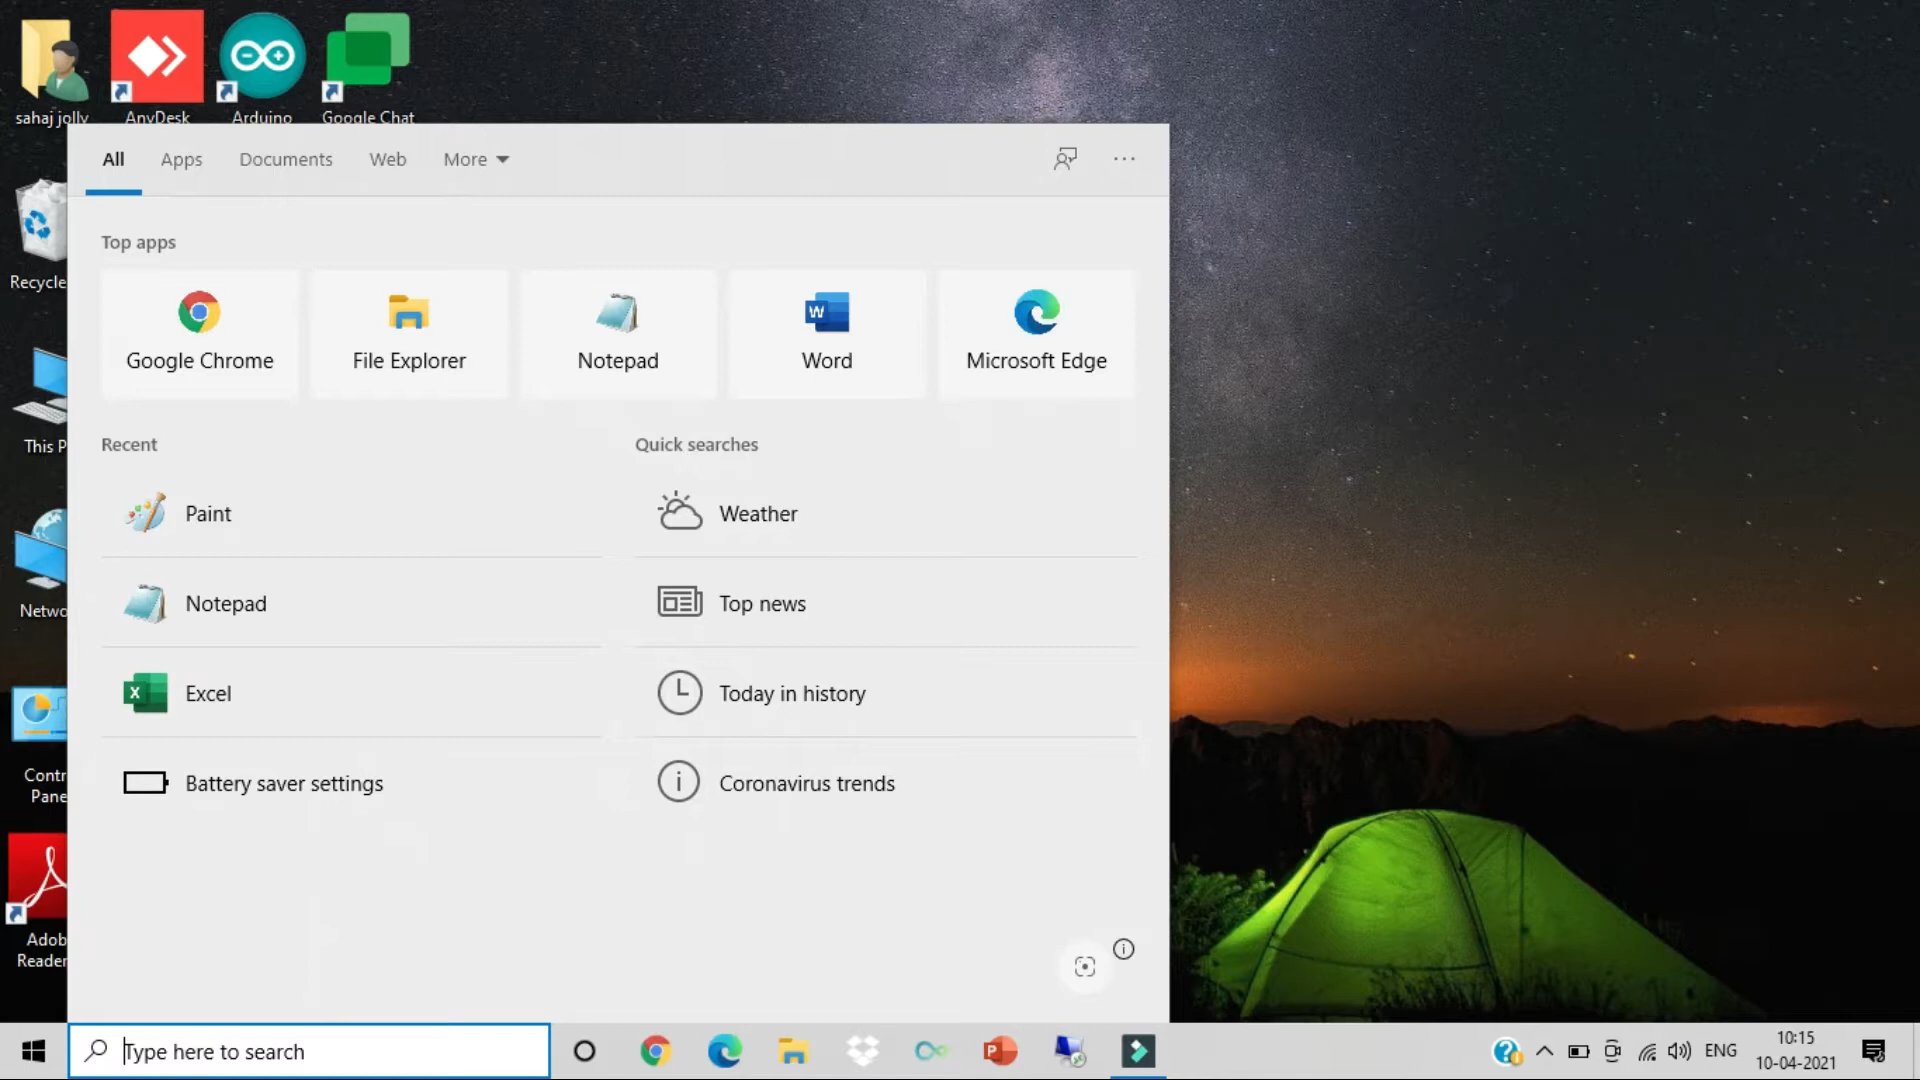 sahaj jolly
AnyDesk
Arduino
Google Chat
Recycle
This P
Netwo
Contr
Pane
Adob
Reader
All
Apps
Documents
Web
More
Top apps
Google Chrome
File Explorer
Notepad
Word
Microsoft Edge
Recent
Paint
Notepad
Excel
Battery saver settings
Quick searches
Weather
Top news
Today in history
Coronavirus trends
Type here to search
ENG
10:15
10-04-2021